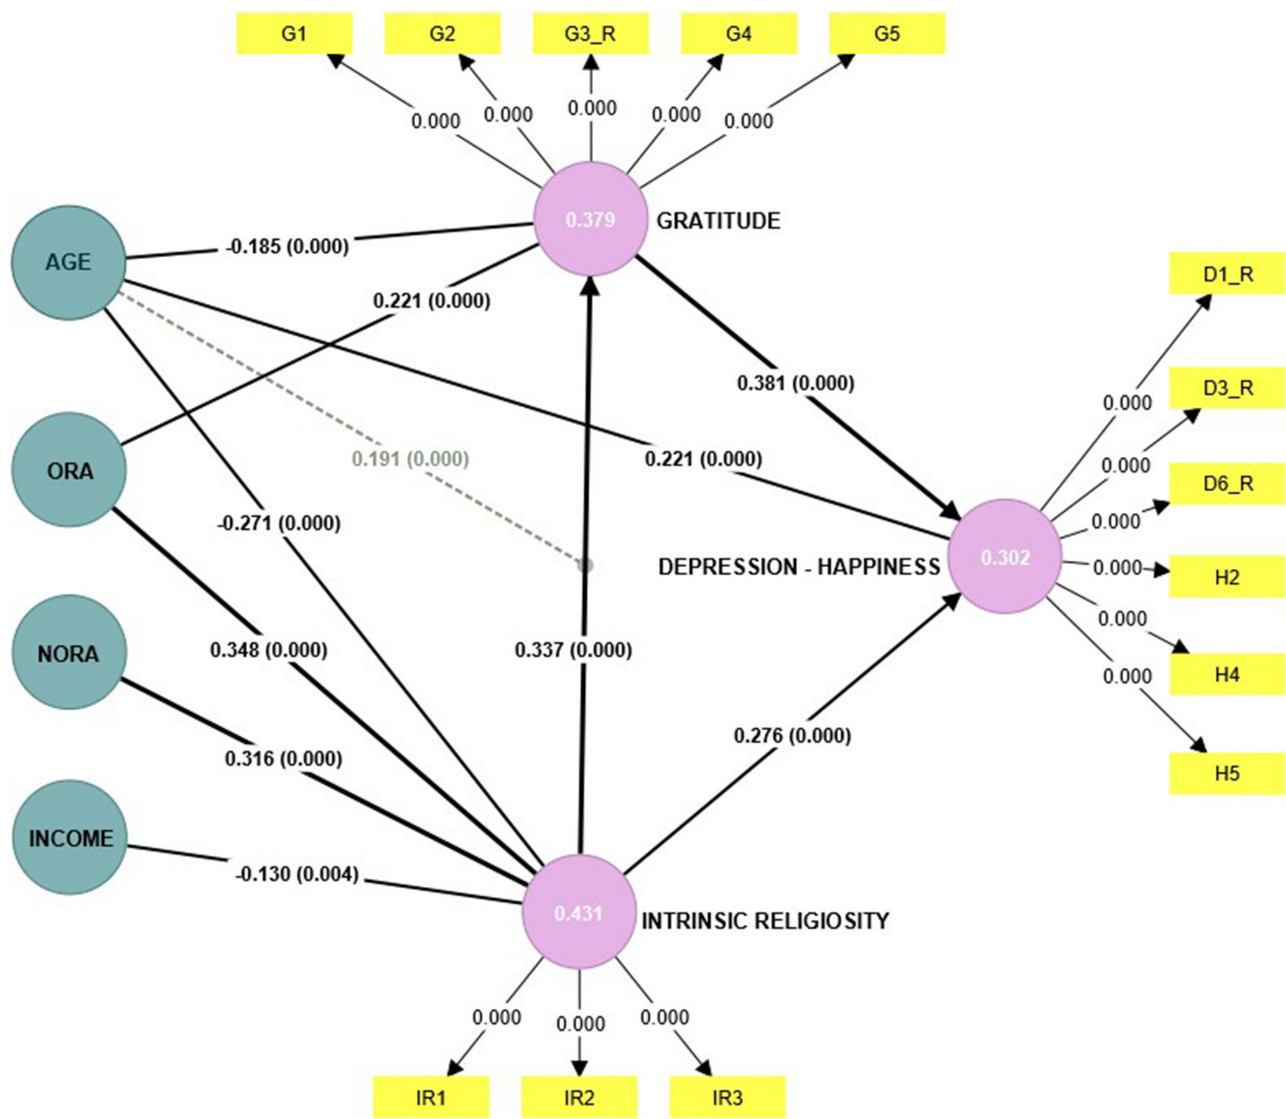 G1
G2
G3_R
G4
G5
0.000
0.000
0.000
0.000
0.000
0.379
GRATITUDE
AGE
-0.185 (0.000)
0.221 (0.000)
D1_R
0.381 (0.000)
D3_R
0.000
ORA
0.191 (0.000)
0.221 (0.000)
0.000
D6_R
-0.271 (0.000)
0.000
0.302
DEPRESSION - HAPPINESS
0.000
H2
0.000
NORA
0.348 (0.000)
0.337 (0.000)
H4
0.000
0.276 (0.000)
0.316 (0.000)
H5
INCOME
-0.130 (0.004)
0.431
INTRINSIC RELIGIOSITY
0.000
0.000
0.000
IR1
IR2
IR3